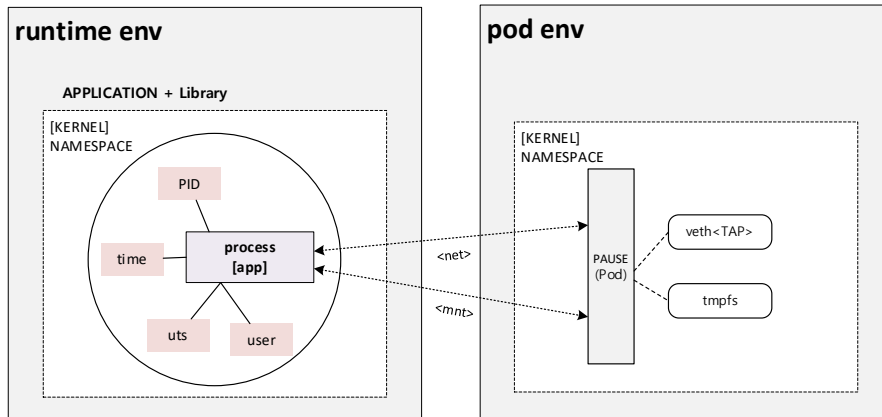 runtime env
APPLICATION + Library
[KERNEL]
NAMESPACE
PID
time
process
[app]
uts
user
<net>
<mnt>
pod env
[KERNEL]
NAMESPACE
PAUSE
(Pod)
veth<TAP>
tmpfs